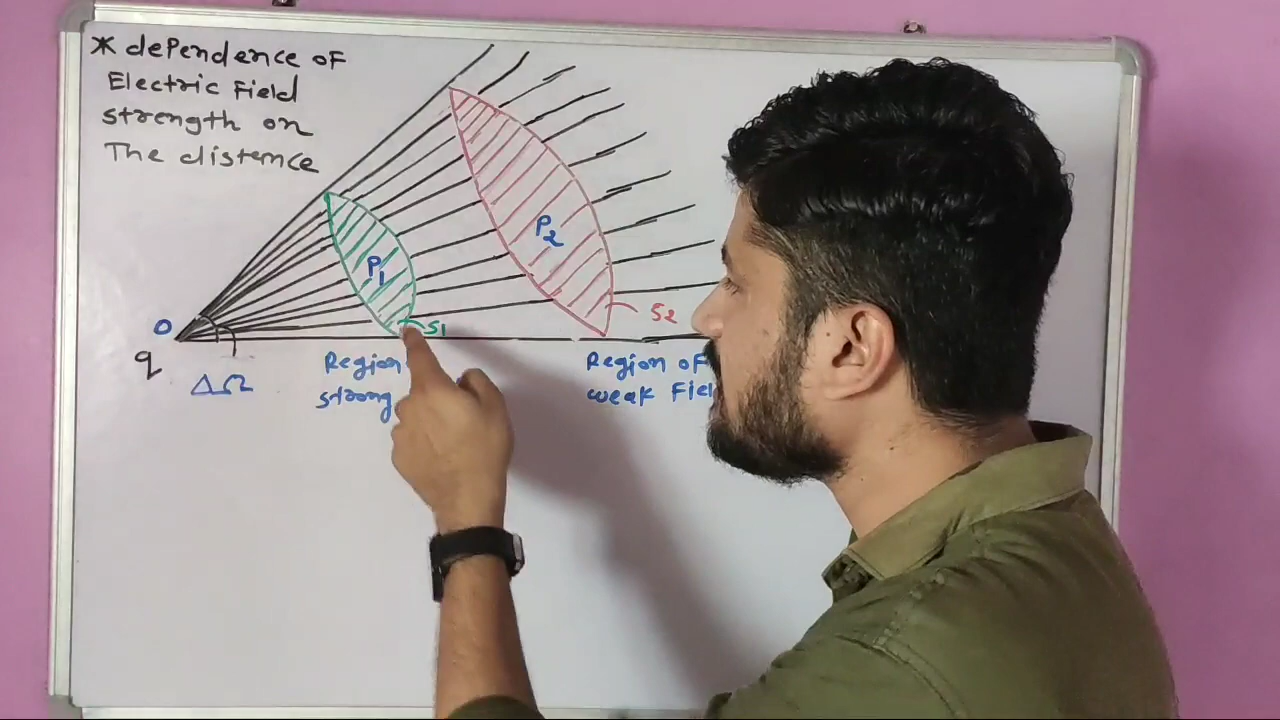 * dePendence of
Electric Field
strength on
The distence
P2
P1
S2
S1
O
q
ΔΩ
Region
strong
Region of
weak Fiel